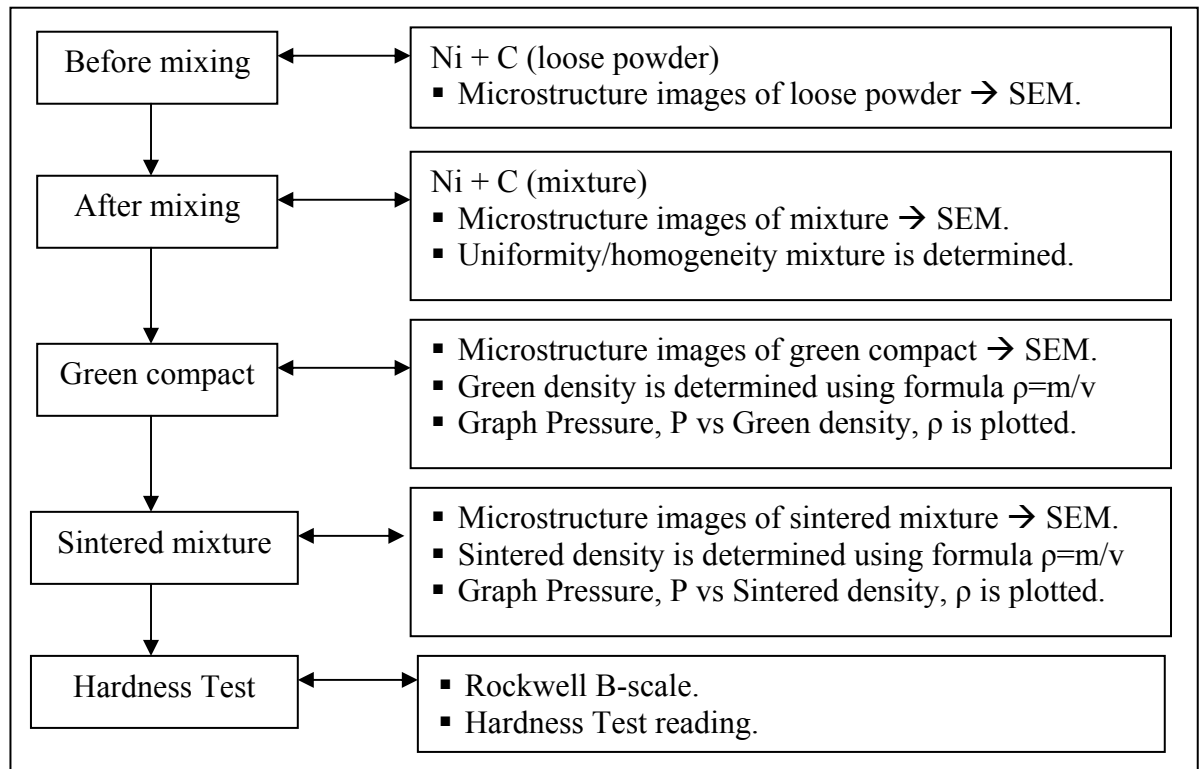 Before mixing
Ni + C (loose powder)
▪ Microstructure images of loose powder → SEM.
After mixing
Ni + C (mixture)
▪ Microstructure images of mixture → SEM.
▪ Uniformity/homogeneity mixture is determined.
Green compact
▪ Microstructure images of green compact → SEM.
▪ Green density is determined using formula ρ=m/v
▪ Graph Pressure, P vs Green density, ρ is plotted.
Sintered mixture
▪ Microstructure images of sintered mixture → SEM.
▪ Sintered density is determined using formula ρ=m/v
▪ Graph Pressure, P vs Sintered density, ρ is plotted.
Hardness Test
▪ Rockwell B-scale.
▪ Hardness Test reading.